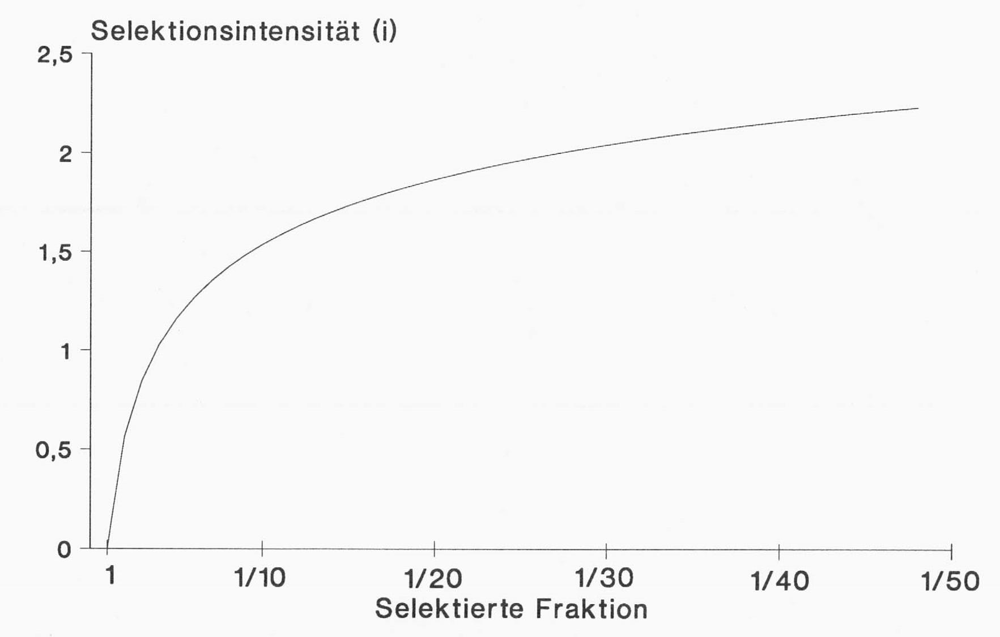 Selektionsintensität (i)
2,5
2
1,5
1
0,5
0
1 1/10 1/20 1/30 1/40 1/50
Selektierte Fraktion